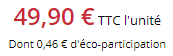 49,90 € TTC l'unité
Dont 0,46 € d'éco-participation